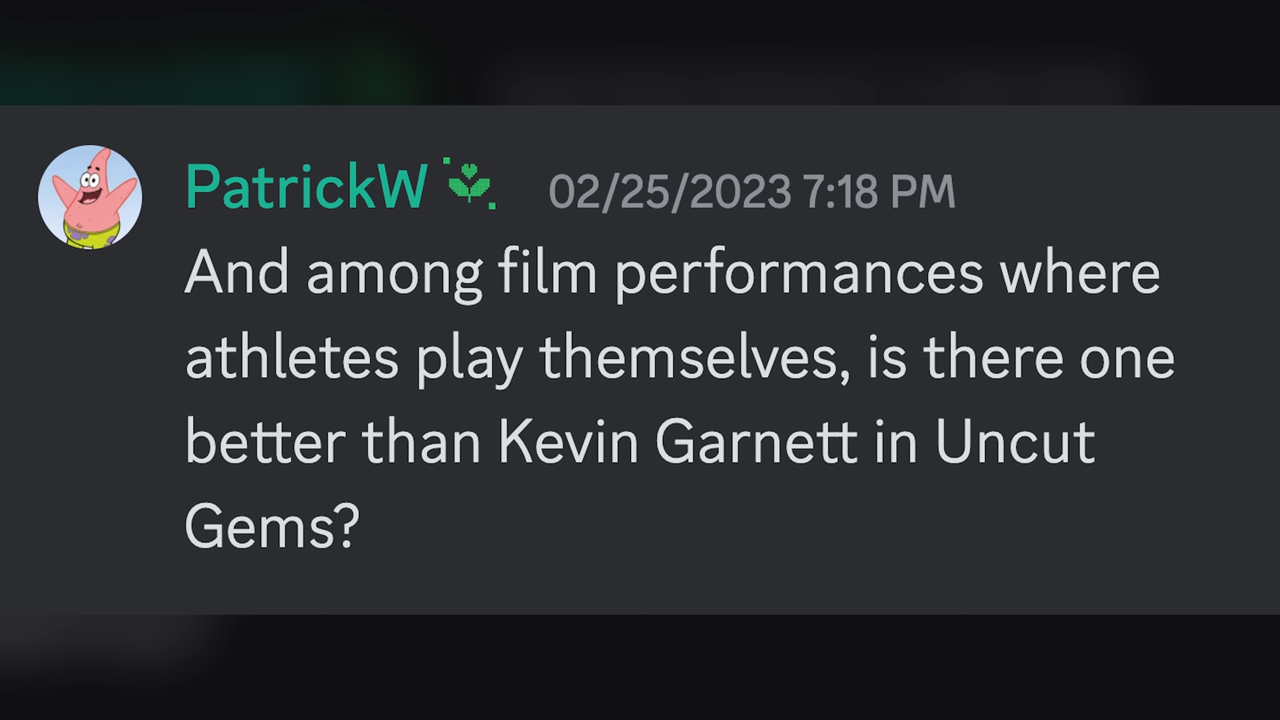 PatrickW 02/25/2023 7:18 PM
And among film performances where
athletes play themselves, is there one
better than Kevin Garnett in Uncut
Gems?